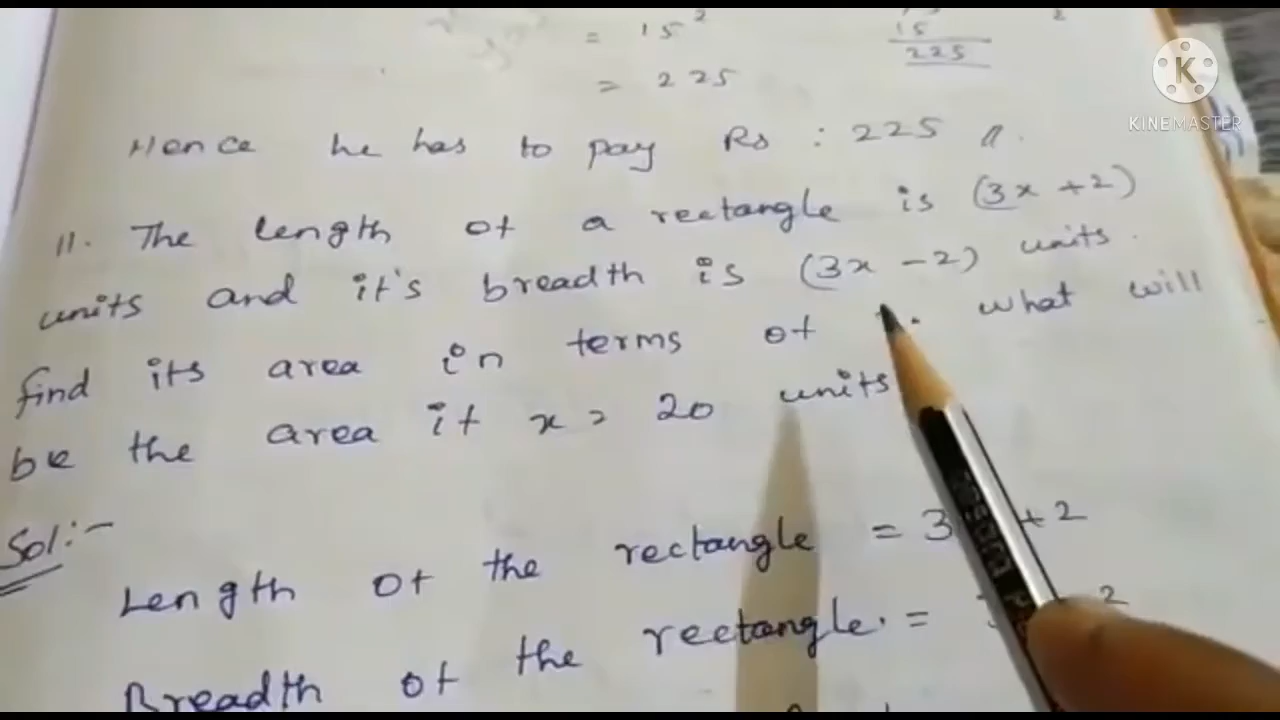 = 15²
15
225
= 225
Hence he has to pay Rs : 225 //.
11. The length of a rectangle is (3x +2)
units and it's breadth is (3x -2) units.
find its area in terms of . what will
be the area if x = 20 units
Sol:-
Length of the rectangle = 3 +2
Breadth of the rectangle. = 2
K
KINEMASTER